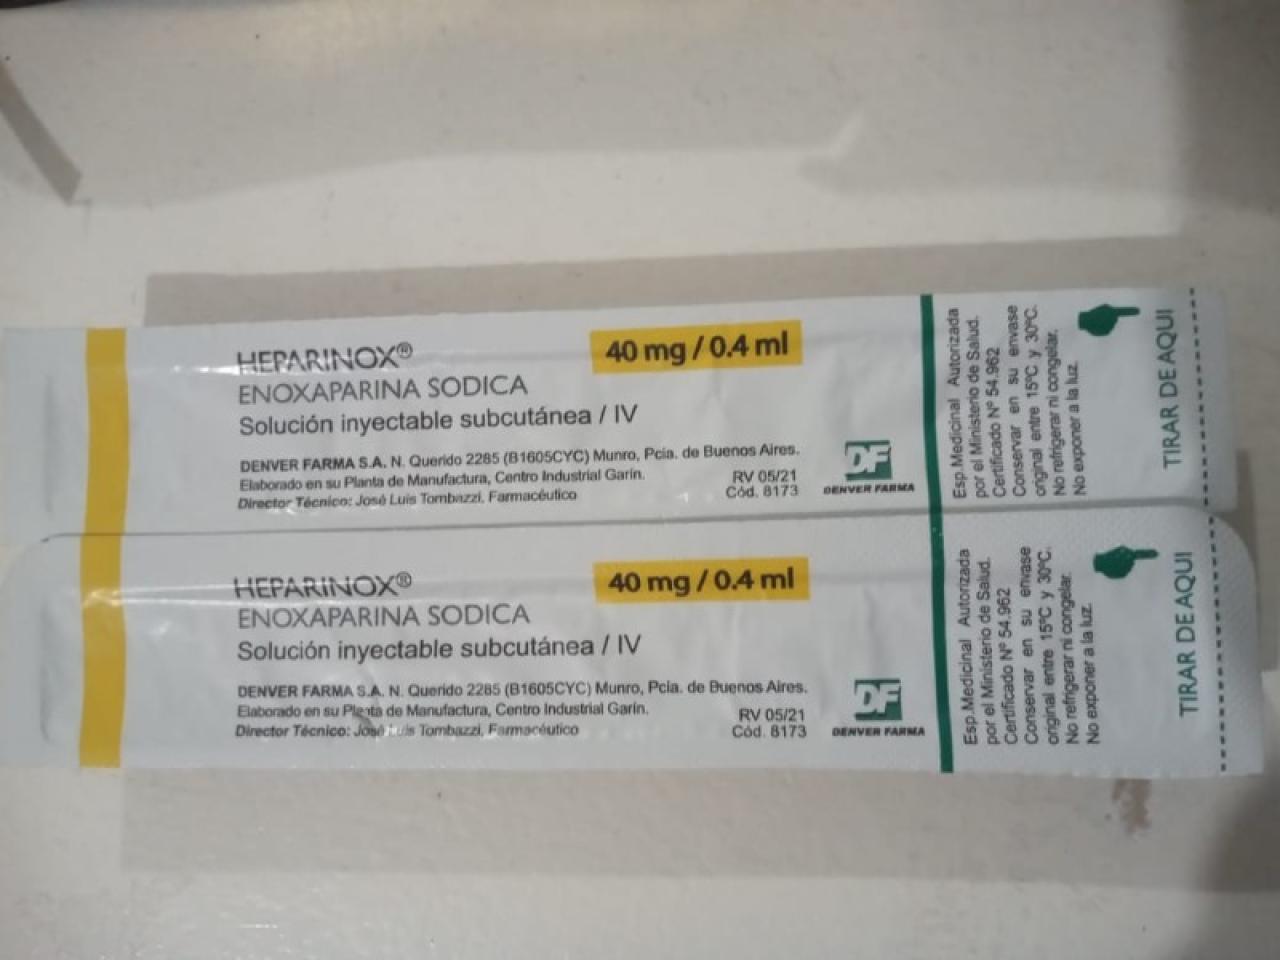 HEPARINOX®
ENOXAPARINA SODICA
Solución inyectable subcutánea / IV
40 mg / 0.4 ml
DENVER FARMA S.A. N. Querido 2285 (B1605CYC) Munro, Pcia. de Buenos Aires.
Elaborado en su Planta de Manufactura, Centro Industrial Garín.
Director Técnico: José Luis Tombazzi, Farmacéutico
RV 05/21
Cód. 8173
DF
DENVER FARMA
Esp.Medicinal Autorizada
por el Ministerio de Salud.
Certificado Nº 54.962
Conservar en su envase
original entre 15ºC y 30ºC.
No refrigerar ni congelar.
No exponer a la luz.
TIRAR DE AQUI
HEPARINOX®
ENOXAPARINA SODICA
Solución inyectable subcutánea / IV
40 mg / 0.4 ml
DENVER FARMA S.A. N. Querido 2285 (B1605CYC) Munro, Pcia. de Buenos Aires.
Elaborado en su Planta de Manufactura, Centro Industrial Garín.
Director Técnico: José Luis Tombazzi, Farmacéutico
RV 05/21
Cód. 8173
DF
DENVER FARMA
Esp.Medicinal Autorizada
por el Ministerio de Salud.
Certificado Nº 54.962
Conservar en su envase
original entre 15ºC y 30ºC.
No refrigerar ni congelar.
No exponer a la luz.
TIRAR DE AQUI